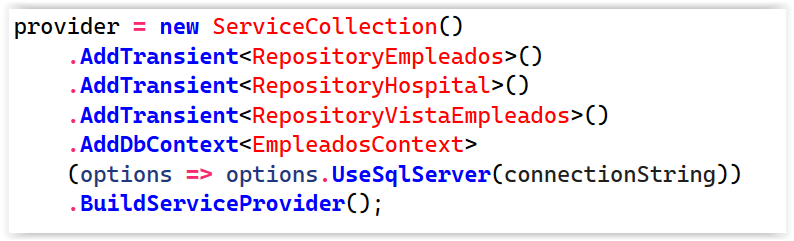 provider = new ServiceCollection()
.AddTransient<RepositoryEmpleados>()
.AddTransient<RepositoryHospital>()
.AddTransient<RepositoryVistaEmpleados>()
.AddDbContext<EmpleadosContext>
(options => options.UseSqlServer(connectionString))
.BuildServiceProvider();